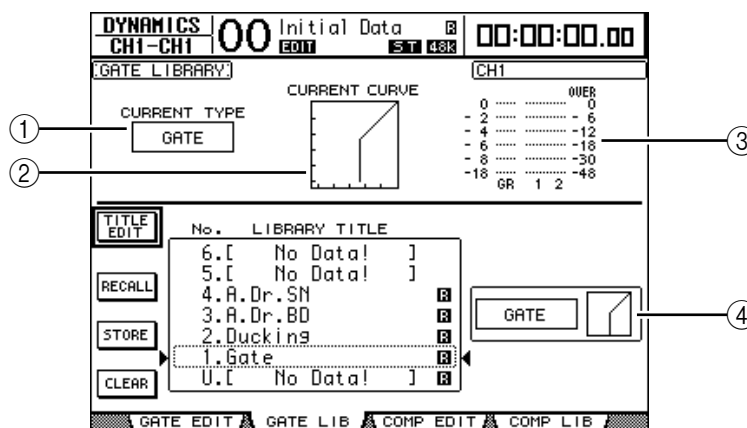 DYNAMICS
CH1-CH1
00
Initial Data R
EDIT ST 48K
00:00:00.00
GATE LIBRARY
CH1
CURRENT TYPE
GATE
CURRENT CURVE
OVER
0 0
- 2 - 6
- 4 -12
- 6 -18
- 8 -30
-18 -48
GR 1 2
①
②
③
④
TITLE EDIT
RECALL
STORE
CLEAR
No. LIBRARY TITLE
6.[ No Data! ]
5.[ No Data! ]
4.A.Dr.SN R
3.A.Dr.BD R
2.Ducking R
1.Gate R
U.[ No Data! ] R
GATE
GATE EDIT GATE LIB COMP EDIT COMP LIB